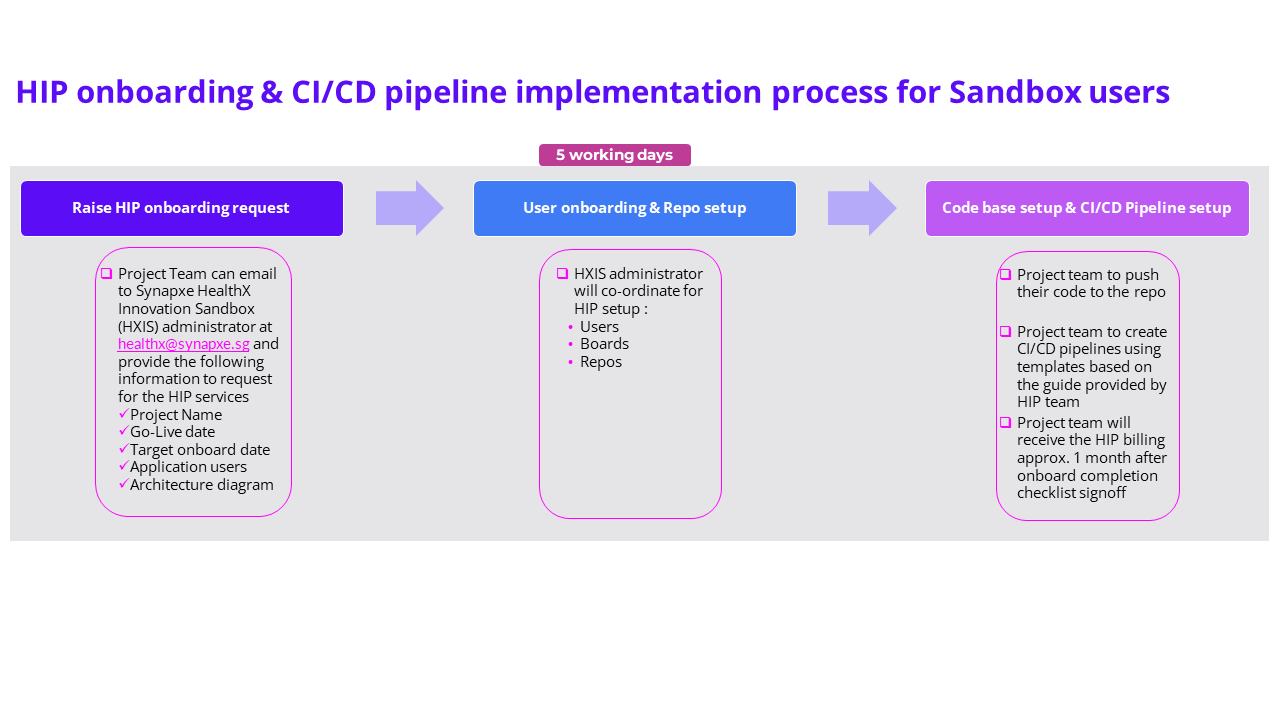 HIP onboarding & CI/CD pipeline implementation process for Sandbox users
5 working days
Raise HIP onboarding request
Project Team can email
to Synapxe HealthX
Innovation Sandbox
(HXIS) administrator at
healthx@synapxe.sg and
provide the following
information to request
for the HIP services
Project Name
Go-Live date
Target onboard date
Application users
Architecture diagram
User onboarding & Repo setup
HXIS administrator
will co-ordinate for
HIP setup :
• Users
• Boards
• Repos
Code base setup & CI/CD Pipeline setup
Project team to push
their code to the repo
Project team to create
CI/CD pipelines using
templates based on
the guide provided by
HIP team
Project team will
receive the HIP billing
approx. 1 month after
onboard completion
checklist signoff